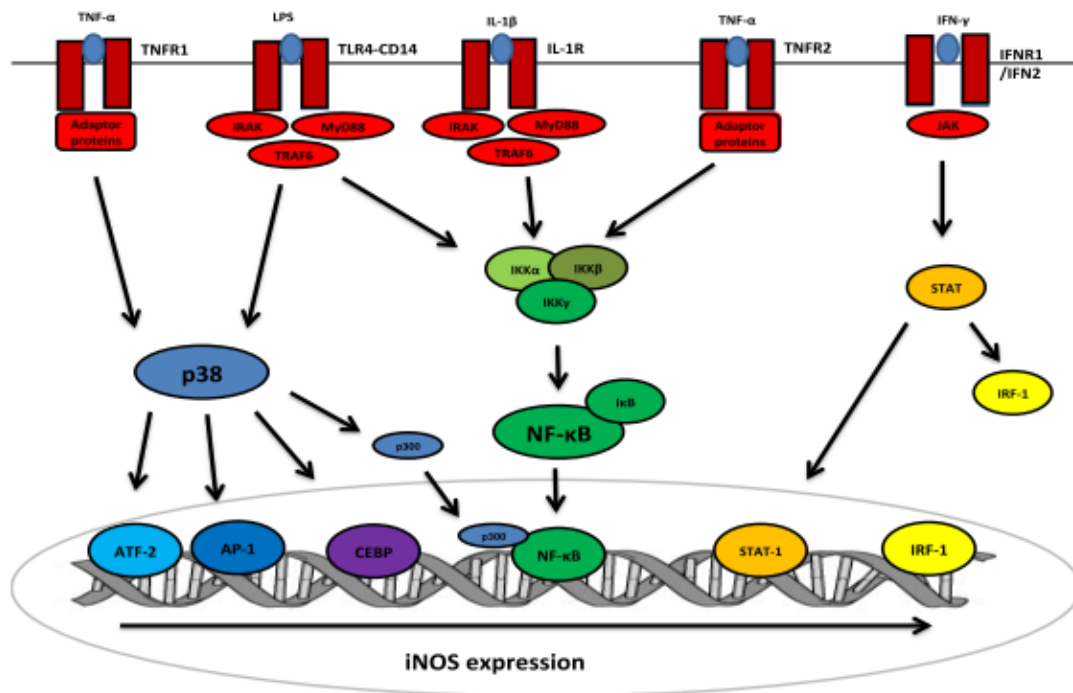 TNF-α
LPS
IL-1β
TNF-α
IFN-γ
TNFR1
TLR4-CD14
IL-1R
TNFR2
IFNR1
/IFN2
Adaptor
proteins
IRAK
MyD88
TRAF6
IRAK
MyD88
TRAF6
Adaptor
proteins
JAK
IKKα
IKKβ
IKKγ
STAT
p38
IRF-1
IκB
NF-κB
p300
ATF-2
AP-1
CEBP
p300
NF-κB
STAT-1
IRF-1
iNOS expression